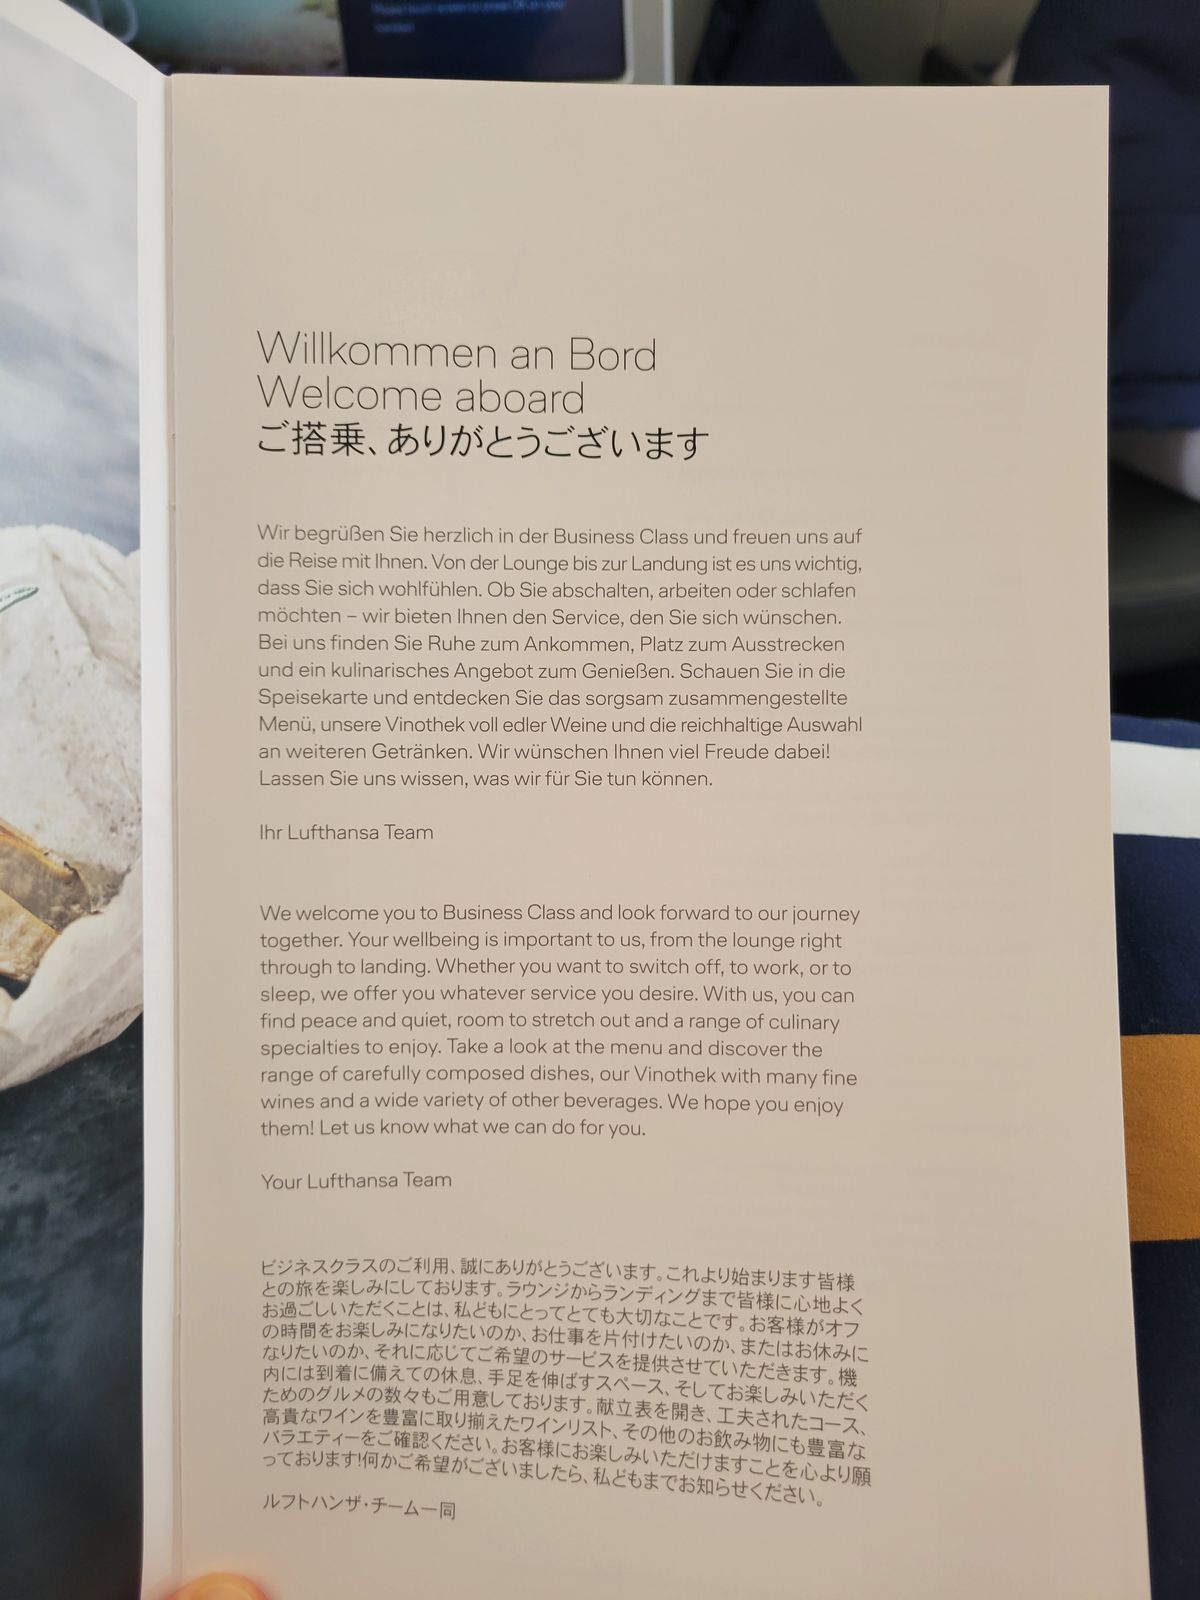 Please touch screen or press OK on your
handset
Willkommen an Bord
Welcome aboard
ご搭乗、ありがとうございます
Wir begrüßen Sie herzlich in der Business Class und freuen uns auf
die Reise mit Ihnen. Von der Lounge bis zur Landung ist es uns wichtig,
dass Sie sich wohlfühlen. Ob Sie abschalten, arbeiten oder schlafen
möchten – wir bieten Ihnen den Service, den Sie sich wünschen.
Bei uns finden Sie Ruhe zum Ankommen, Platz zum Ausstrecken
und ein kulinarisches Angebot zum Genießen. Schauen Sie in die
Speisekarte und entdecken Sie das sorgsam zusammengestellte
Menü, unsere Vinothek voll edler Weine und die reichhaltige Auswahl
an weiteren Getränken. Wir wünschen Ihnen viel Freude dabei!
Lassen Sie uns wissen, was wir für Sie tun können.
Ihr Lufthansa Team
We welcome you to Business Class and look forward to our journey
together. Your wellbeing is important to us, from the lounge right
through to landing. Whether you want to switch off, to work, or to
sleep, we offer you whatever service you desire. With us, you can
find peace and quiet, room to stretch out and a range of culinary
specialties to enjoy. Take a look at the menu and discover the
range of carefully composed dishes, our Vinothek with many fine
wines and a wide variety of other beverages. We hope you enjoy
them! Let us know what we can do for you.
Your Lufthansa Team
ビジネスクラスのご利用、誠にありがとうございます。これより始まります皆様
との旅を楽しみにしております。ラウンジからランディングまで皆様に心地よく
お過ごしいただくことは、私どもにとってとても大切なことです。お客様がオフ
の時間をお楽しみになりたいのか、お仕事を片付けたいのか、またはお休みに
なりたいのか、それに応じてご希望のサービスを提供させていただきます。機
内には到着に備えての休息、手足を伸ばすスペース、そしてお楽しみいただく
ためのグルメの数々もご用意しております。献立表を開き、工夫されたコース、
高貴なワインを豊富に取り揃えたワインリスト、その他のお飲み物にも豊富な
バラエティーをご確認ください。お客様にお楽しみいただけますことを心より願
っております!何かご希望がございましたら、私どもまでお知らせください。
ルフトハンザ・チーム一同